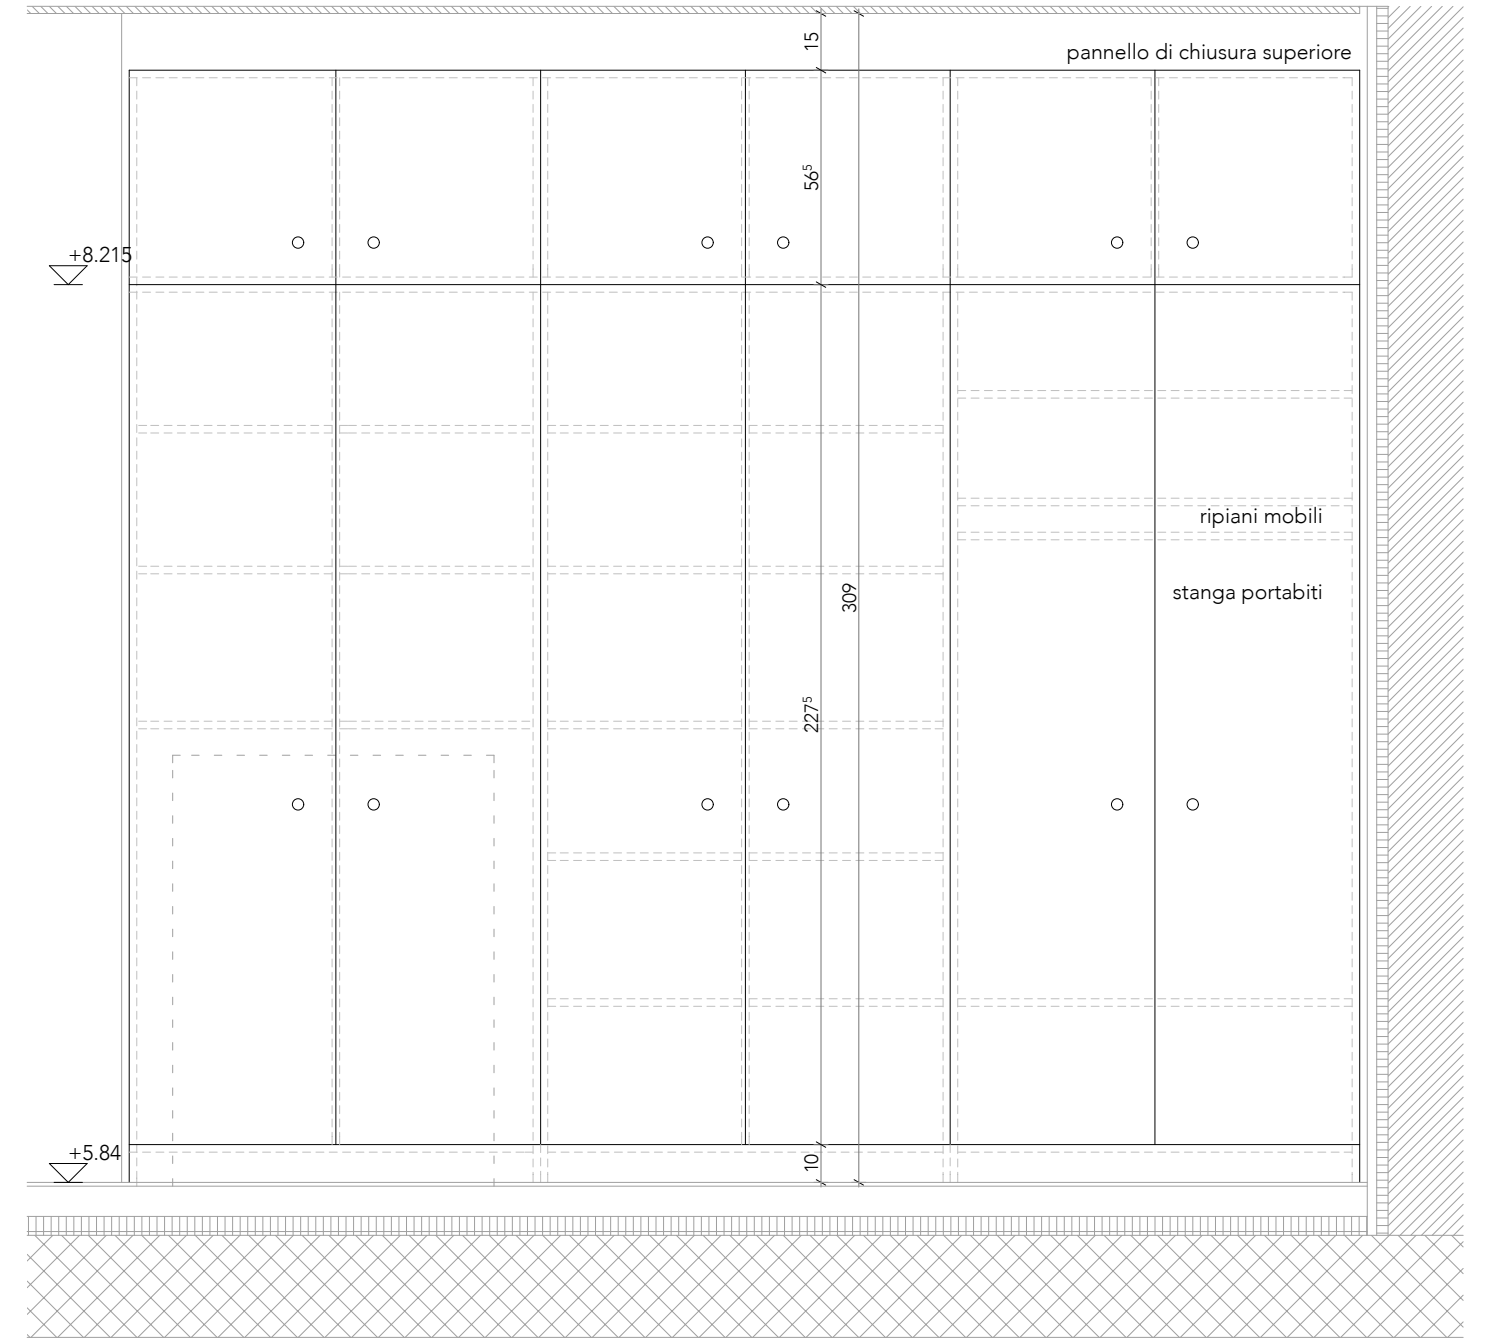 15
pannello di chiusura superiore
56⁵
+8.215
ripiani mobili
309
stanga portabiti
227⁵
+5.84
10